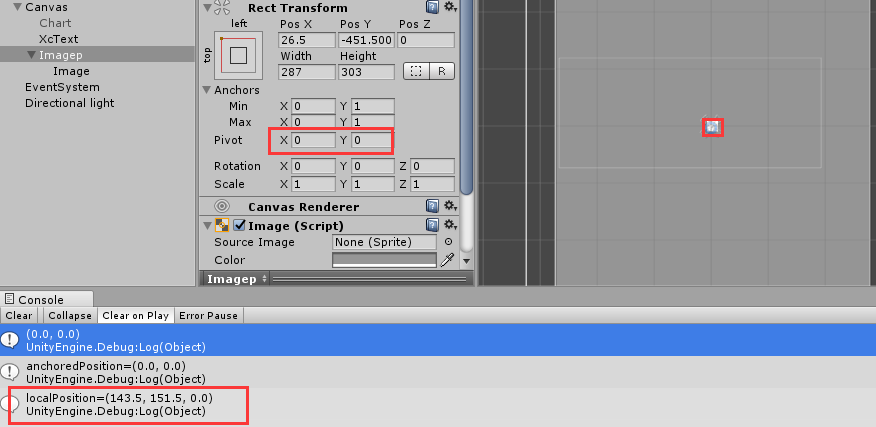 Canvas
Chart
XcText
Imagep
Image
EventSystem
Directional light
Rect Transform
left
Pos X Pos Y Pos Z
top
26.5 -451.500 0
Width Height
287 303 R
Anchors
Min X 0 Y 1
Max X 0 Y 1
Pivot X 0 Y 0
Rotation X 0 Y 0 Z 0
Scale X 1 Y 1 Z 1
Canvas Renderer
Image (Script)
Source Image None (Sprite)
Color
Imagep
Console
Clear Collapse Clear on Play Error Pause
(0.0, 0.0)
UnityEngine.Debug:Log(Object)
anchoredPosition=(0.0, 0.0)
UnityEngine.Debug:Log(Object)
localPosition=(143.5, 151.5, 0.0)
UnityEngine.Debug:Log(Object)